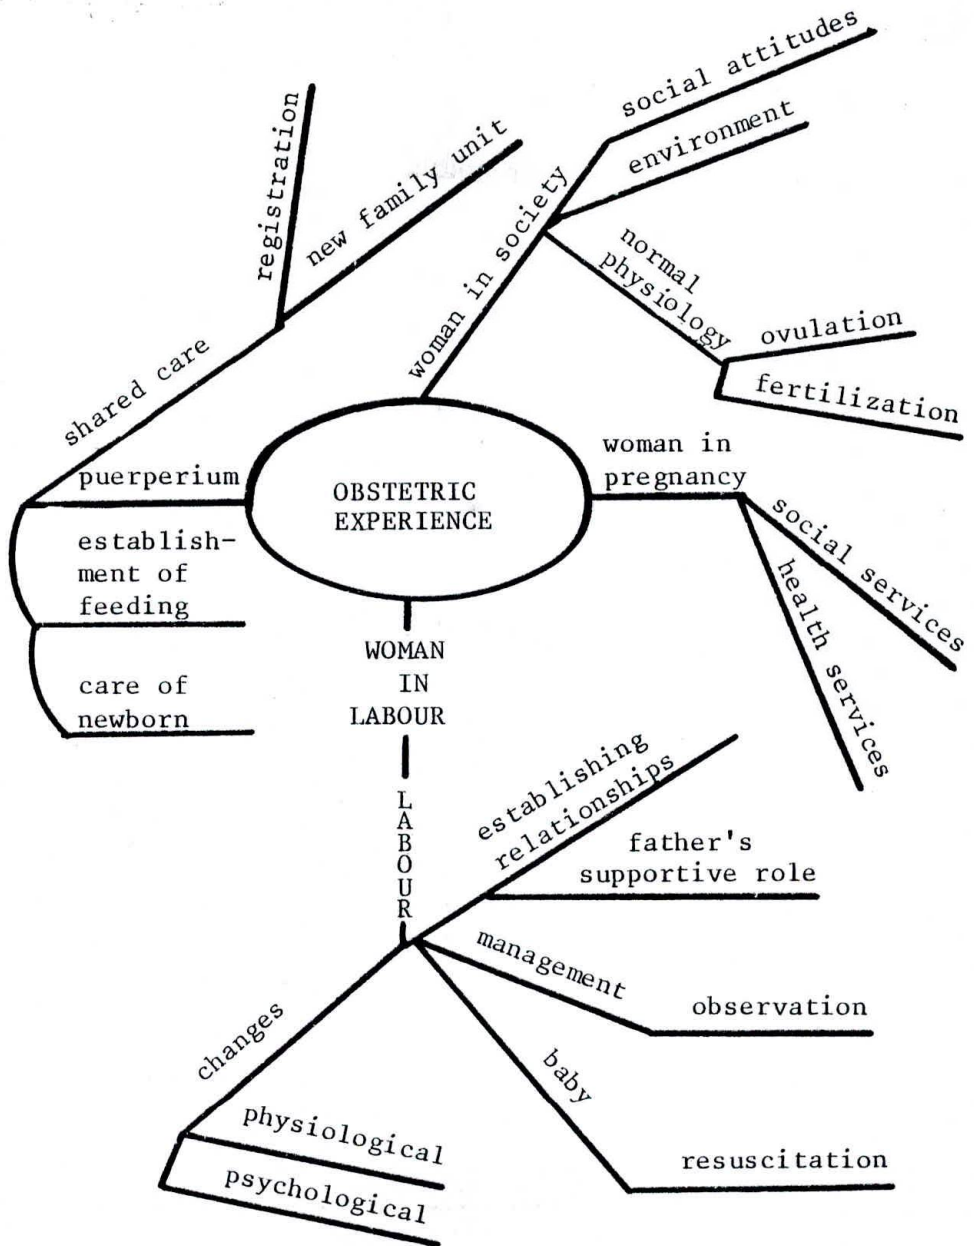 social attitudes
environment
woman in society
normal
physiology
ovulation
fertilization
registration
new family unit
shared care
puerperium
establish-
ment of
feeding
care of
newborn
OBSTETRIC
EXPERIENCE
woman in
pregnancy
social services
health services
WOMAN
IN
LABOUR
LABOUR
establishing
relationships
father's
supportive role
management
observation
baby
resuscitation
changes
physiological
psychological